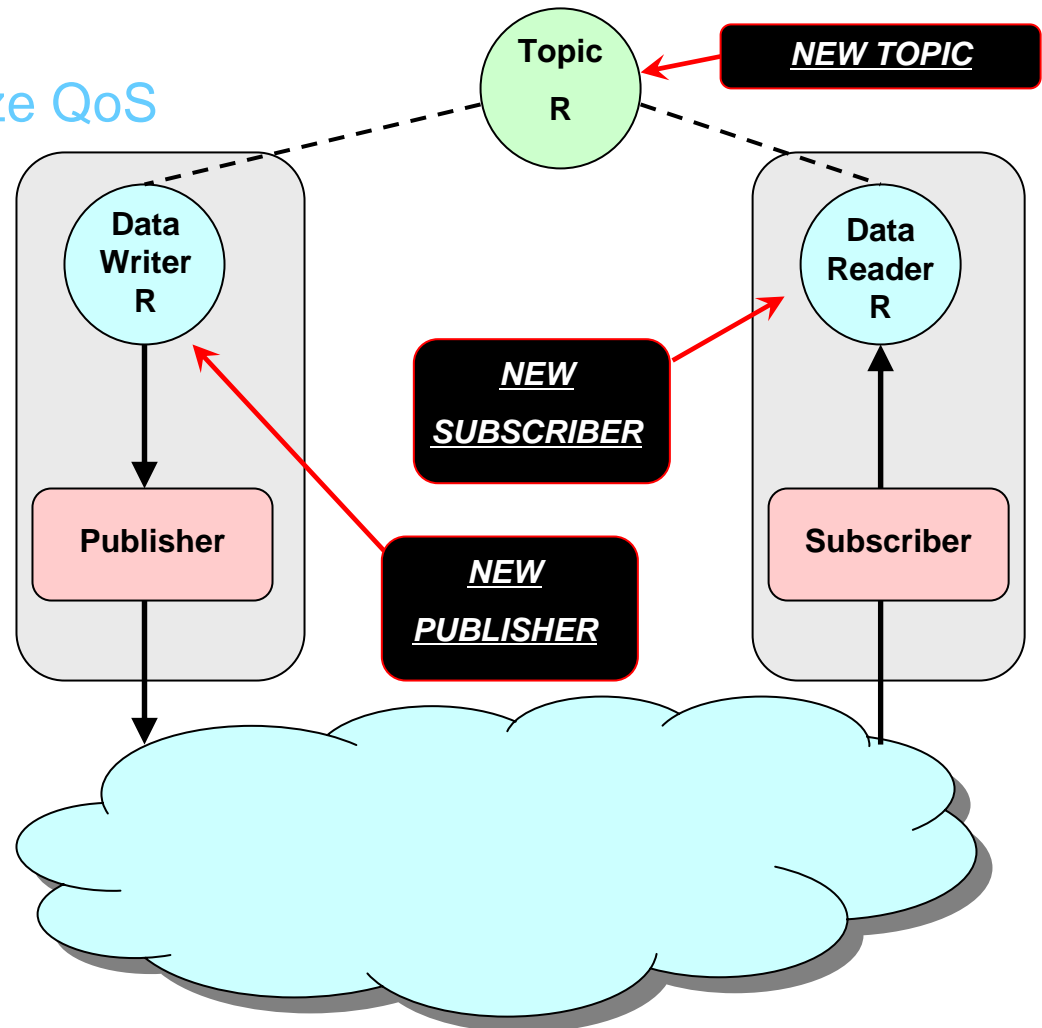 Topic
R
NEW TOPIC
ze QoS
Data
Writer
R
Data
Reader
R
NEW
SUBSCRIBER
Publisher
Subscriber
NEW
PUBLISHER